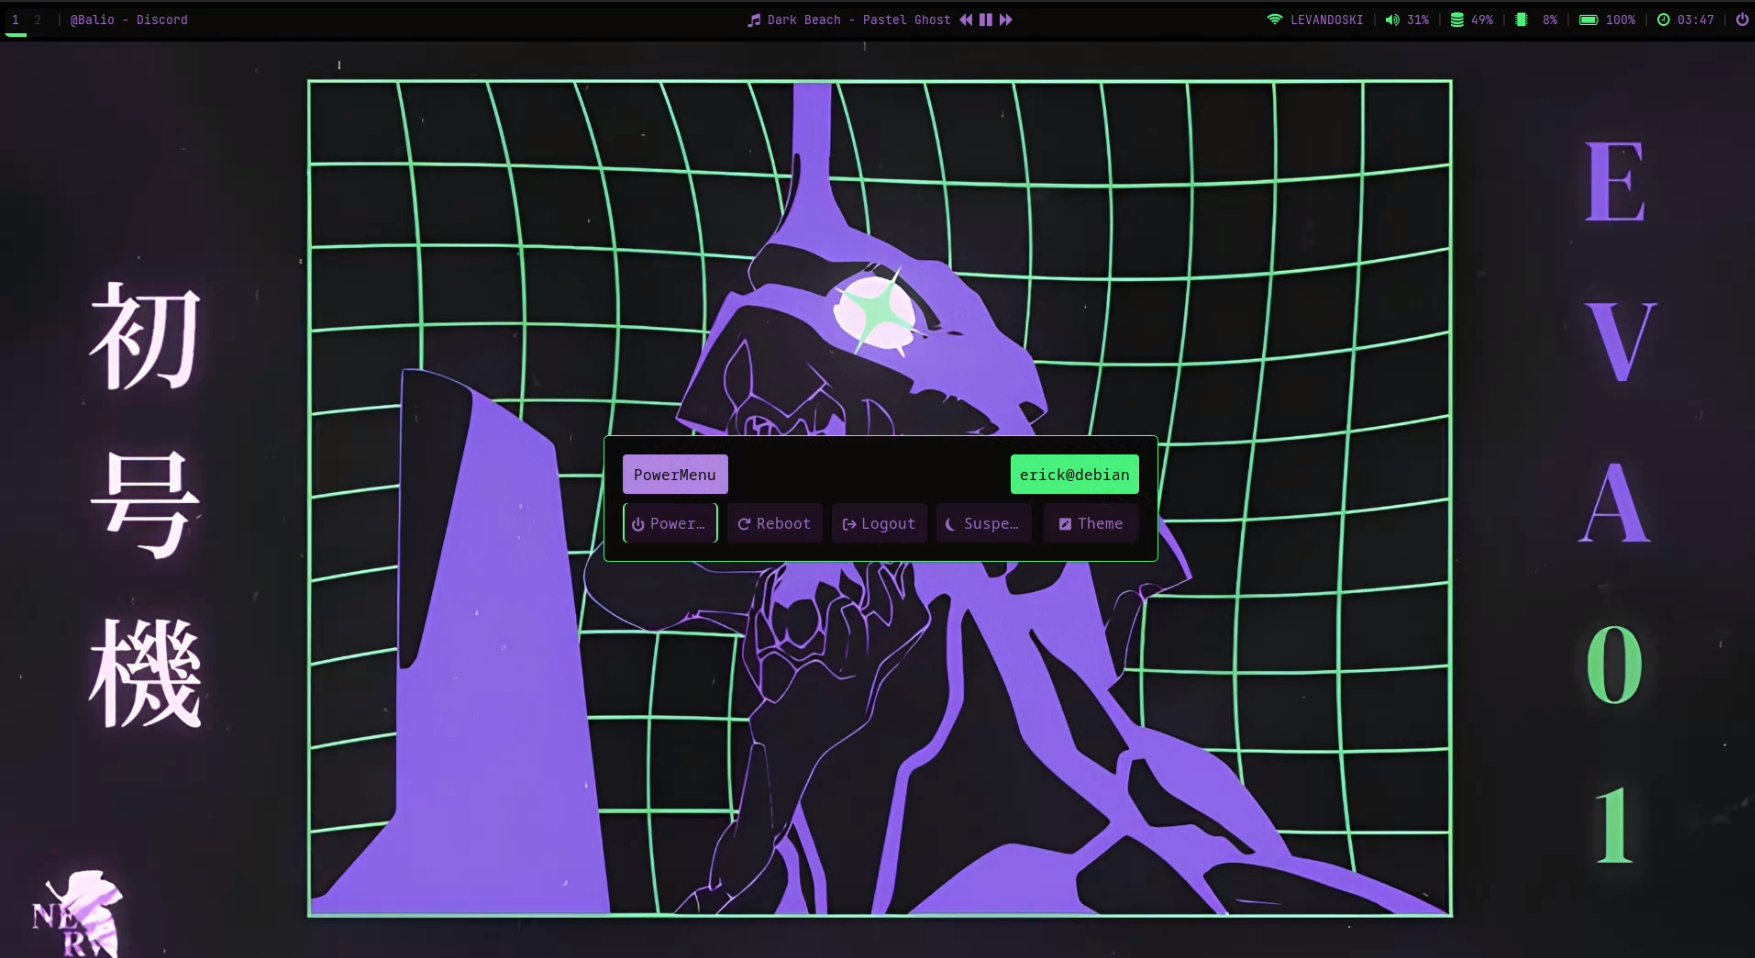 1 2 | @Balio - Discord
Dark Beach - Pastel Ghost
LEVANDOSKI | 31% | 49% | 8% | 100% | 03:47 |
初
号
機
E
V
A
0
1
PowerMenu
erick@debian
Power…
Reboot
Logout
Suspe…
Theme
NERV